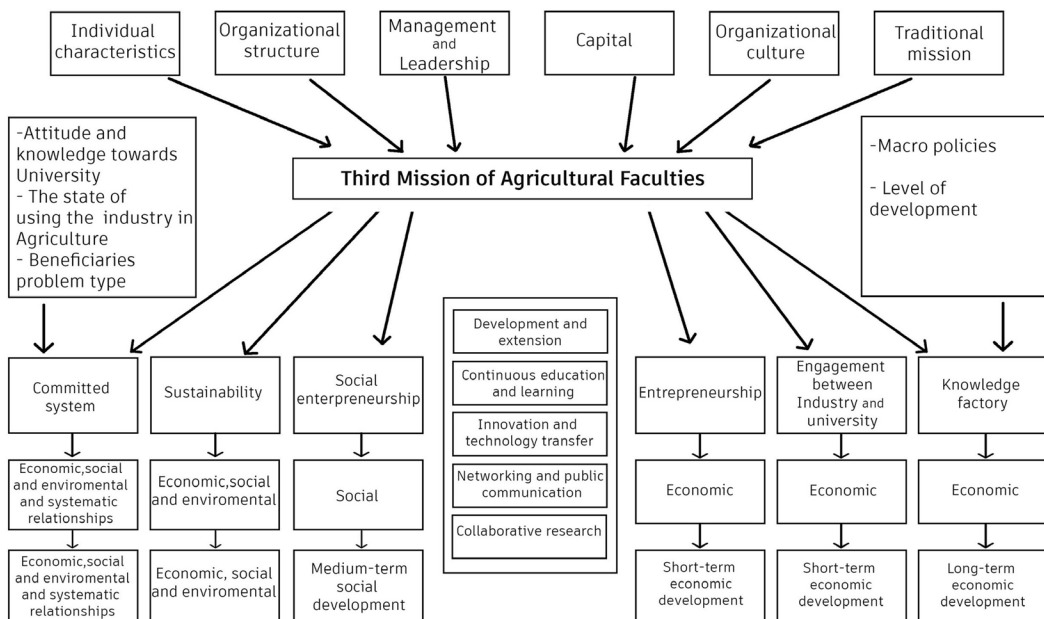 Individual
characteristics
Organizational
structure
Management
and
Leadership
Capital
Organizational
culture
Traditional
mission
-Attitude and
knowledge towards
University
- The state of
using the industry in
Agriculture
- Beneficiaries
problem type
Third Mission of Agricultural Faculties
-Macro policies
- Level of
development
Committed
system
Sustainability
Social
enterpreneurship
Development and
extension
Continuous education
and learning
Innovation and
technology transfer
Networking and public
communication
Collaborative research
Entrepreneurship
Engagement
between
Industry and
university
Knowledge
factory
Economic,social
and enviromental
and systematic
relationships
Economic,social
and enviromental
Social
Economic
Economic
Economic
Economic,social
and enviromental
and systematic
relationships
Economic, social
and enviromental
Medium-term
social
development
Short-term
economic
development
Short-term
economic
development
Long-term
economic
development